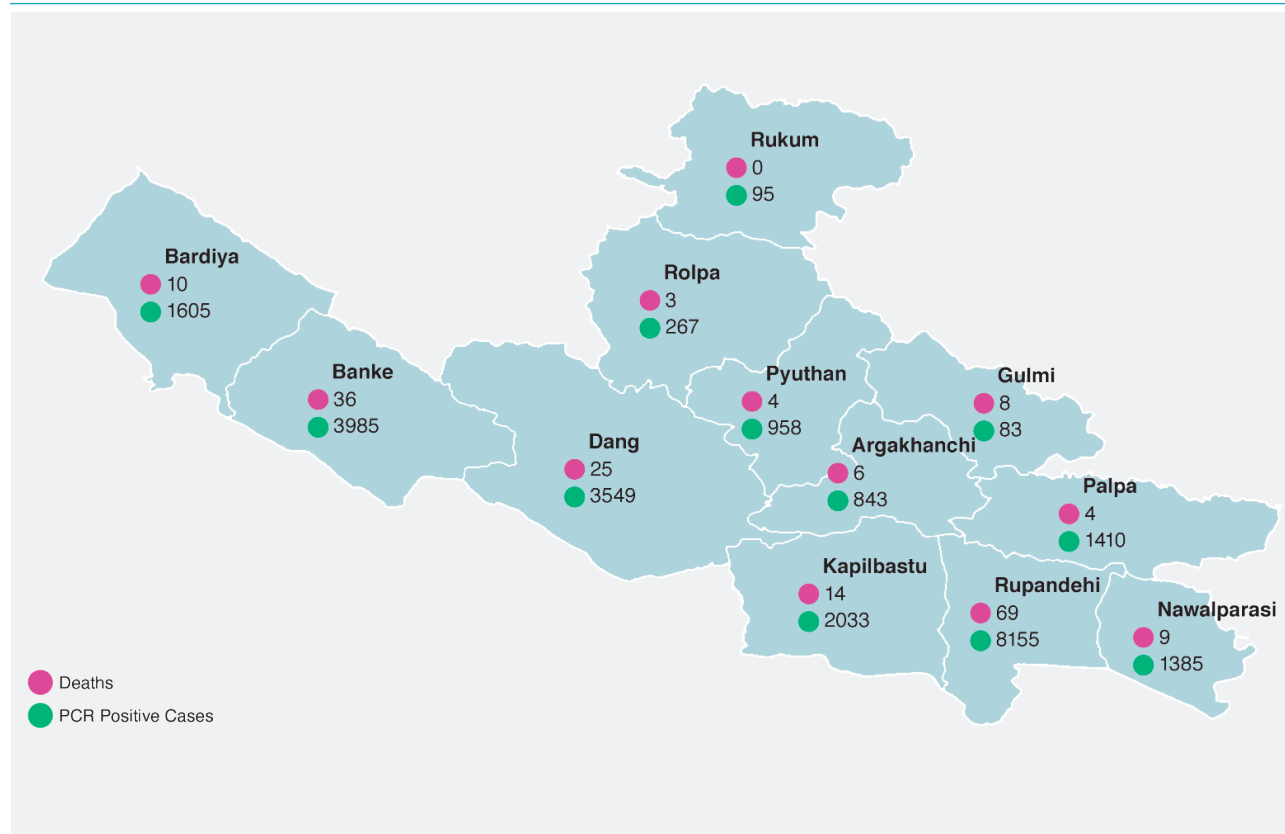 Rukum
0
95
Bardiya
10
1605
Rolpa
3
267
Banke
36
3985
Pyuthan
4
958
Gulmi
8
83
Dang
25
3549
Argakhanchi
6
843
Palpa
4
1410
Kapilbastu
14
2033
Rupandehi
69
8155
Nawalparasi
9
1385
Deaths
PCR Positive Cases